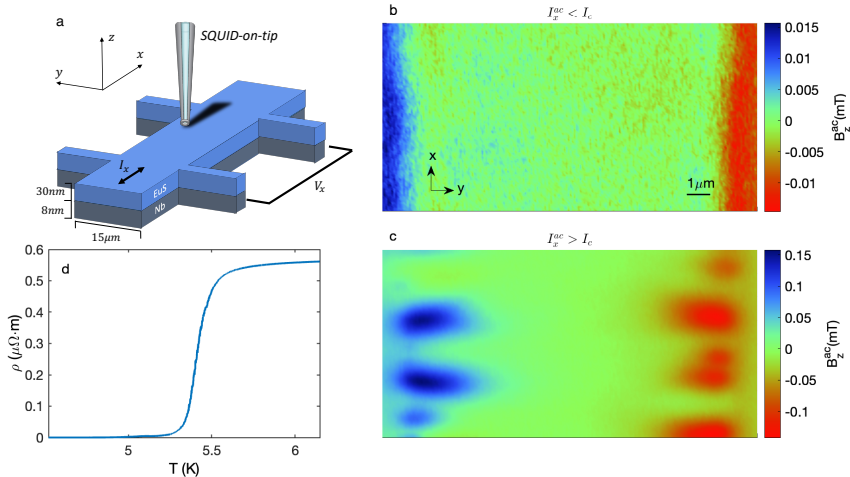 a
SQUID-on-tip
z
x
y
I_x
V_x
EuS
Nb
30nm
8nm
15μm
b
I_x^{ac} < I_c
x
y
1μm
0.015
0.01
0.005
0
-0.005
-0.01
B_z^{ac}(mT)
c
I_x^{ac} > I_c
0.15
0.1
0.05
0
-0.05
-0.1
B_z^{ac}(mT)
d
0.6
0.5
0.4
0.3
0.2
0.1
0
ρ (μΩ·m)
5
5.5
6
T (K)